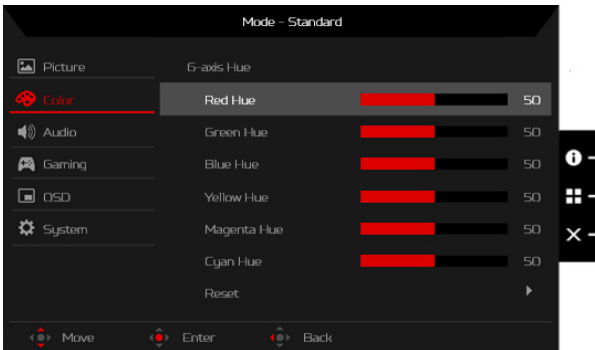 Mode - Standard
Picture
G-axis Hue
Color
Red Hue 50
Audio
Green Hue 50
Gaming
Blue Hue 50
OSD
Yellow Hue 50
System
Magenta Hue 50
Cyan Hue 50
Reset
Move Enter Back